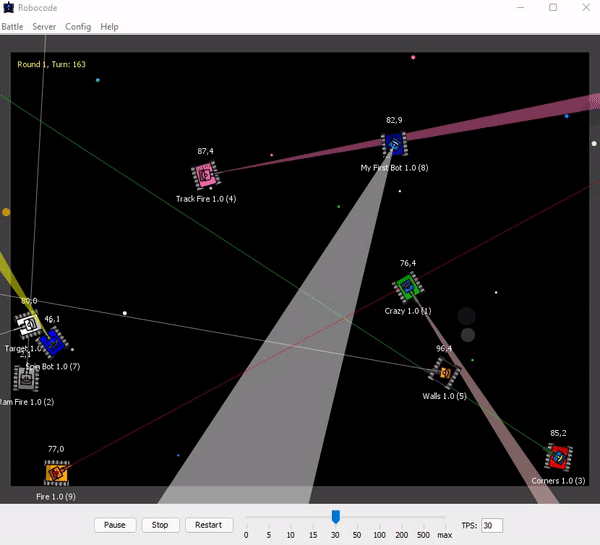 Robocode
Battle Server Config Help
Round 1, Turn: 163
82,9
My First Bot 1.0 (8)
87,4
Track Fire 1.0 (4)
76,4
Crazy 1.0 (1)
80,0
46,1
Target 1.0
Spin Bot 1.0 (7)
2,1
Ram Fire 1.0 (2)
96,4
Walls 1.0 (5)
77,0
Fire 1.0 (9)
85,2
Corners 1.0 (3)
Pause Stop Restart
0 5 10 15 30 50 100 200 500 max
TPS: 30